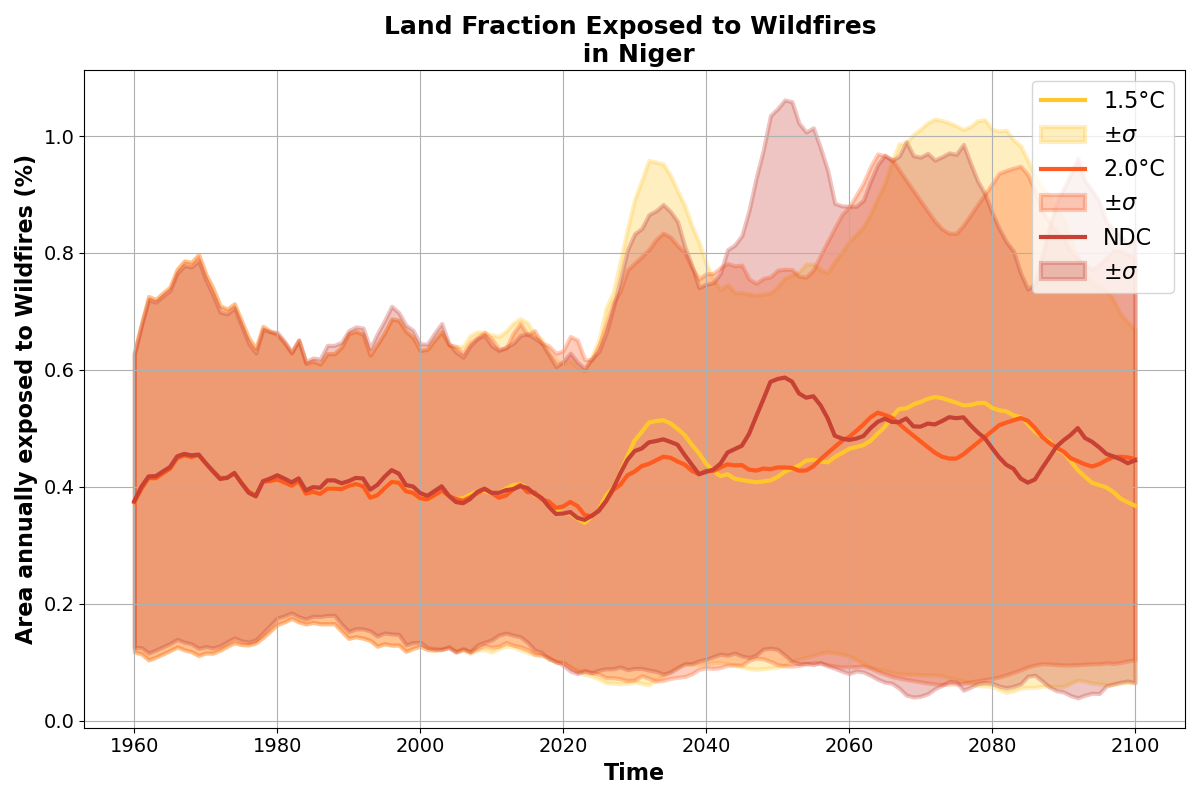 Land Fraction Exposed to Wildfires
in Niger
Area annually exposed to Wildfires (%)
1.0
0.8
0.6
0.4
0.2
0.0
1960 1980 2000 2020 2040 2060 2080 2100
Time
1.5°C
±σ
2.0°C
±σ
NDC
±σ